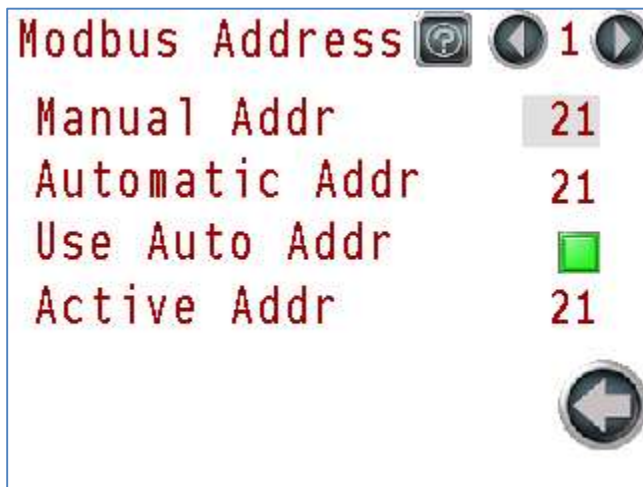 Modbus Address ? 1
Manual Addr 21
Automatic Addr 21
Use Auto Addr
Active Addr 21